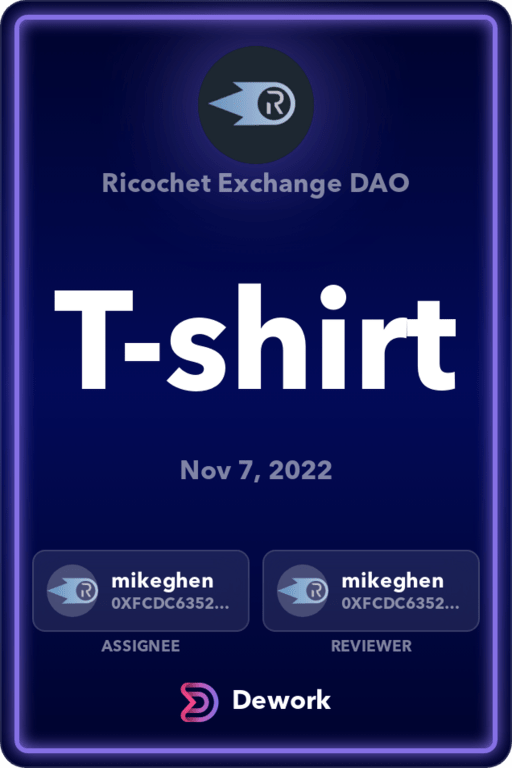 Ricochet Exchange DAO
T-shirt
Nov 7, 2022
mikeghen
0XFCDC6352...
ASSIGNEE
mikeghen
0XFCDC6352...
REVIEWER
Dework